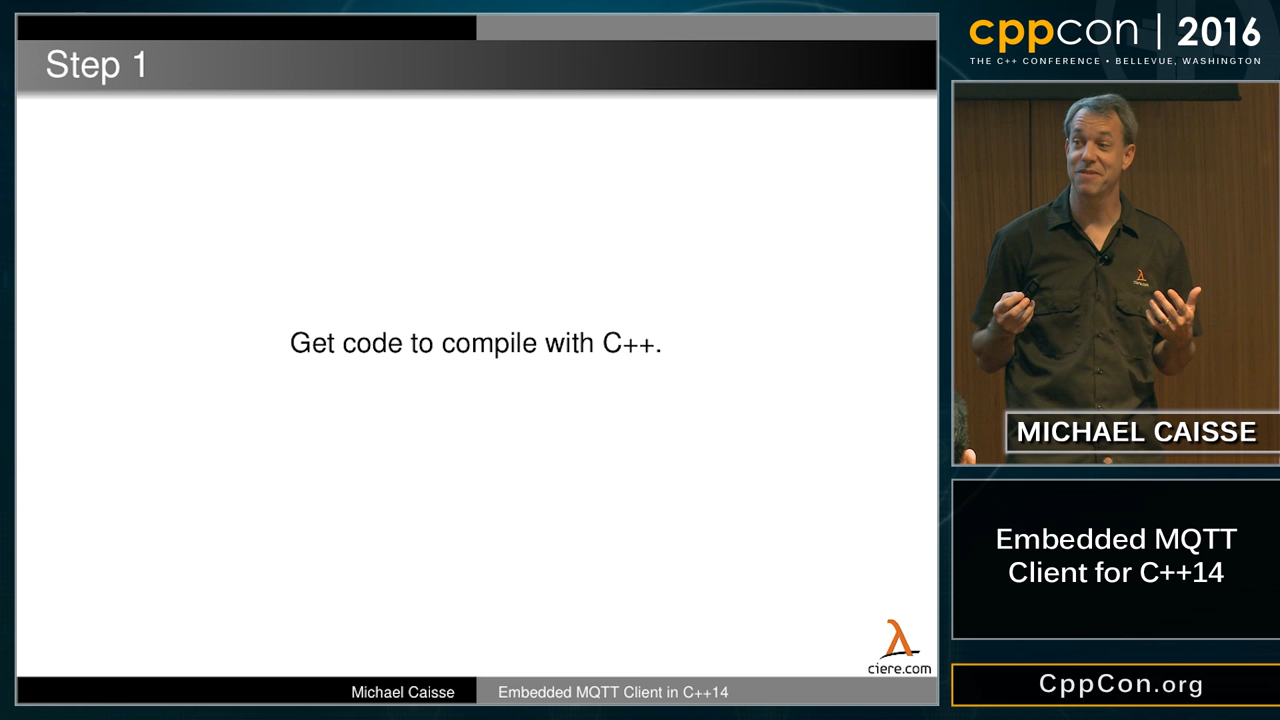 Step 1
Get code to compile with C++.
λ
ciere.com
Michael Caisse
Embedded MQTT Client in C++14
cppcon | 2016
THE C++ CONFERENCE • BELLEVUE, WASHINGTON
λ
MICHAEL CAISSE
Embedded MQTT
Client for C++14
CppCon.org